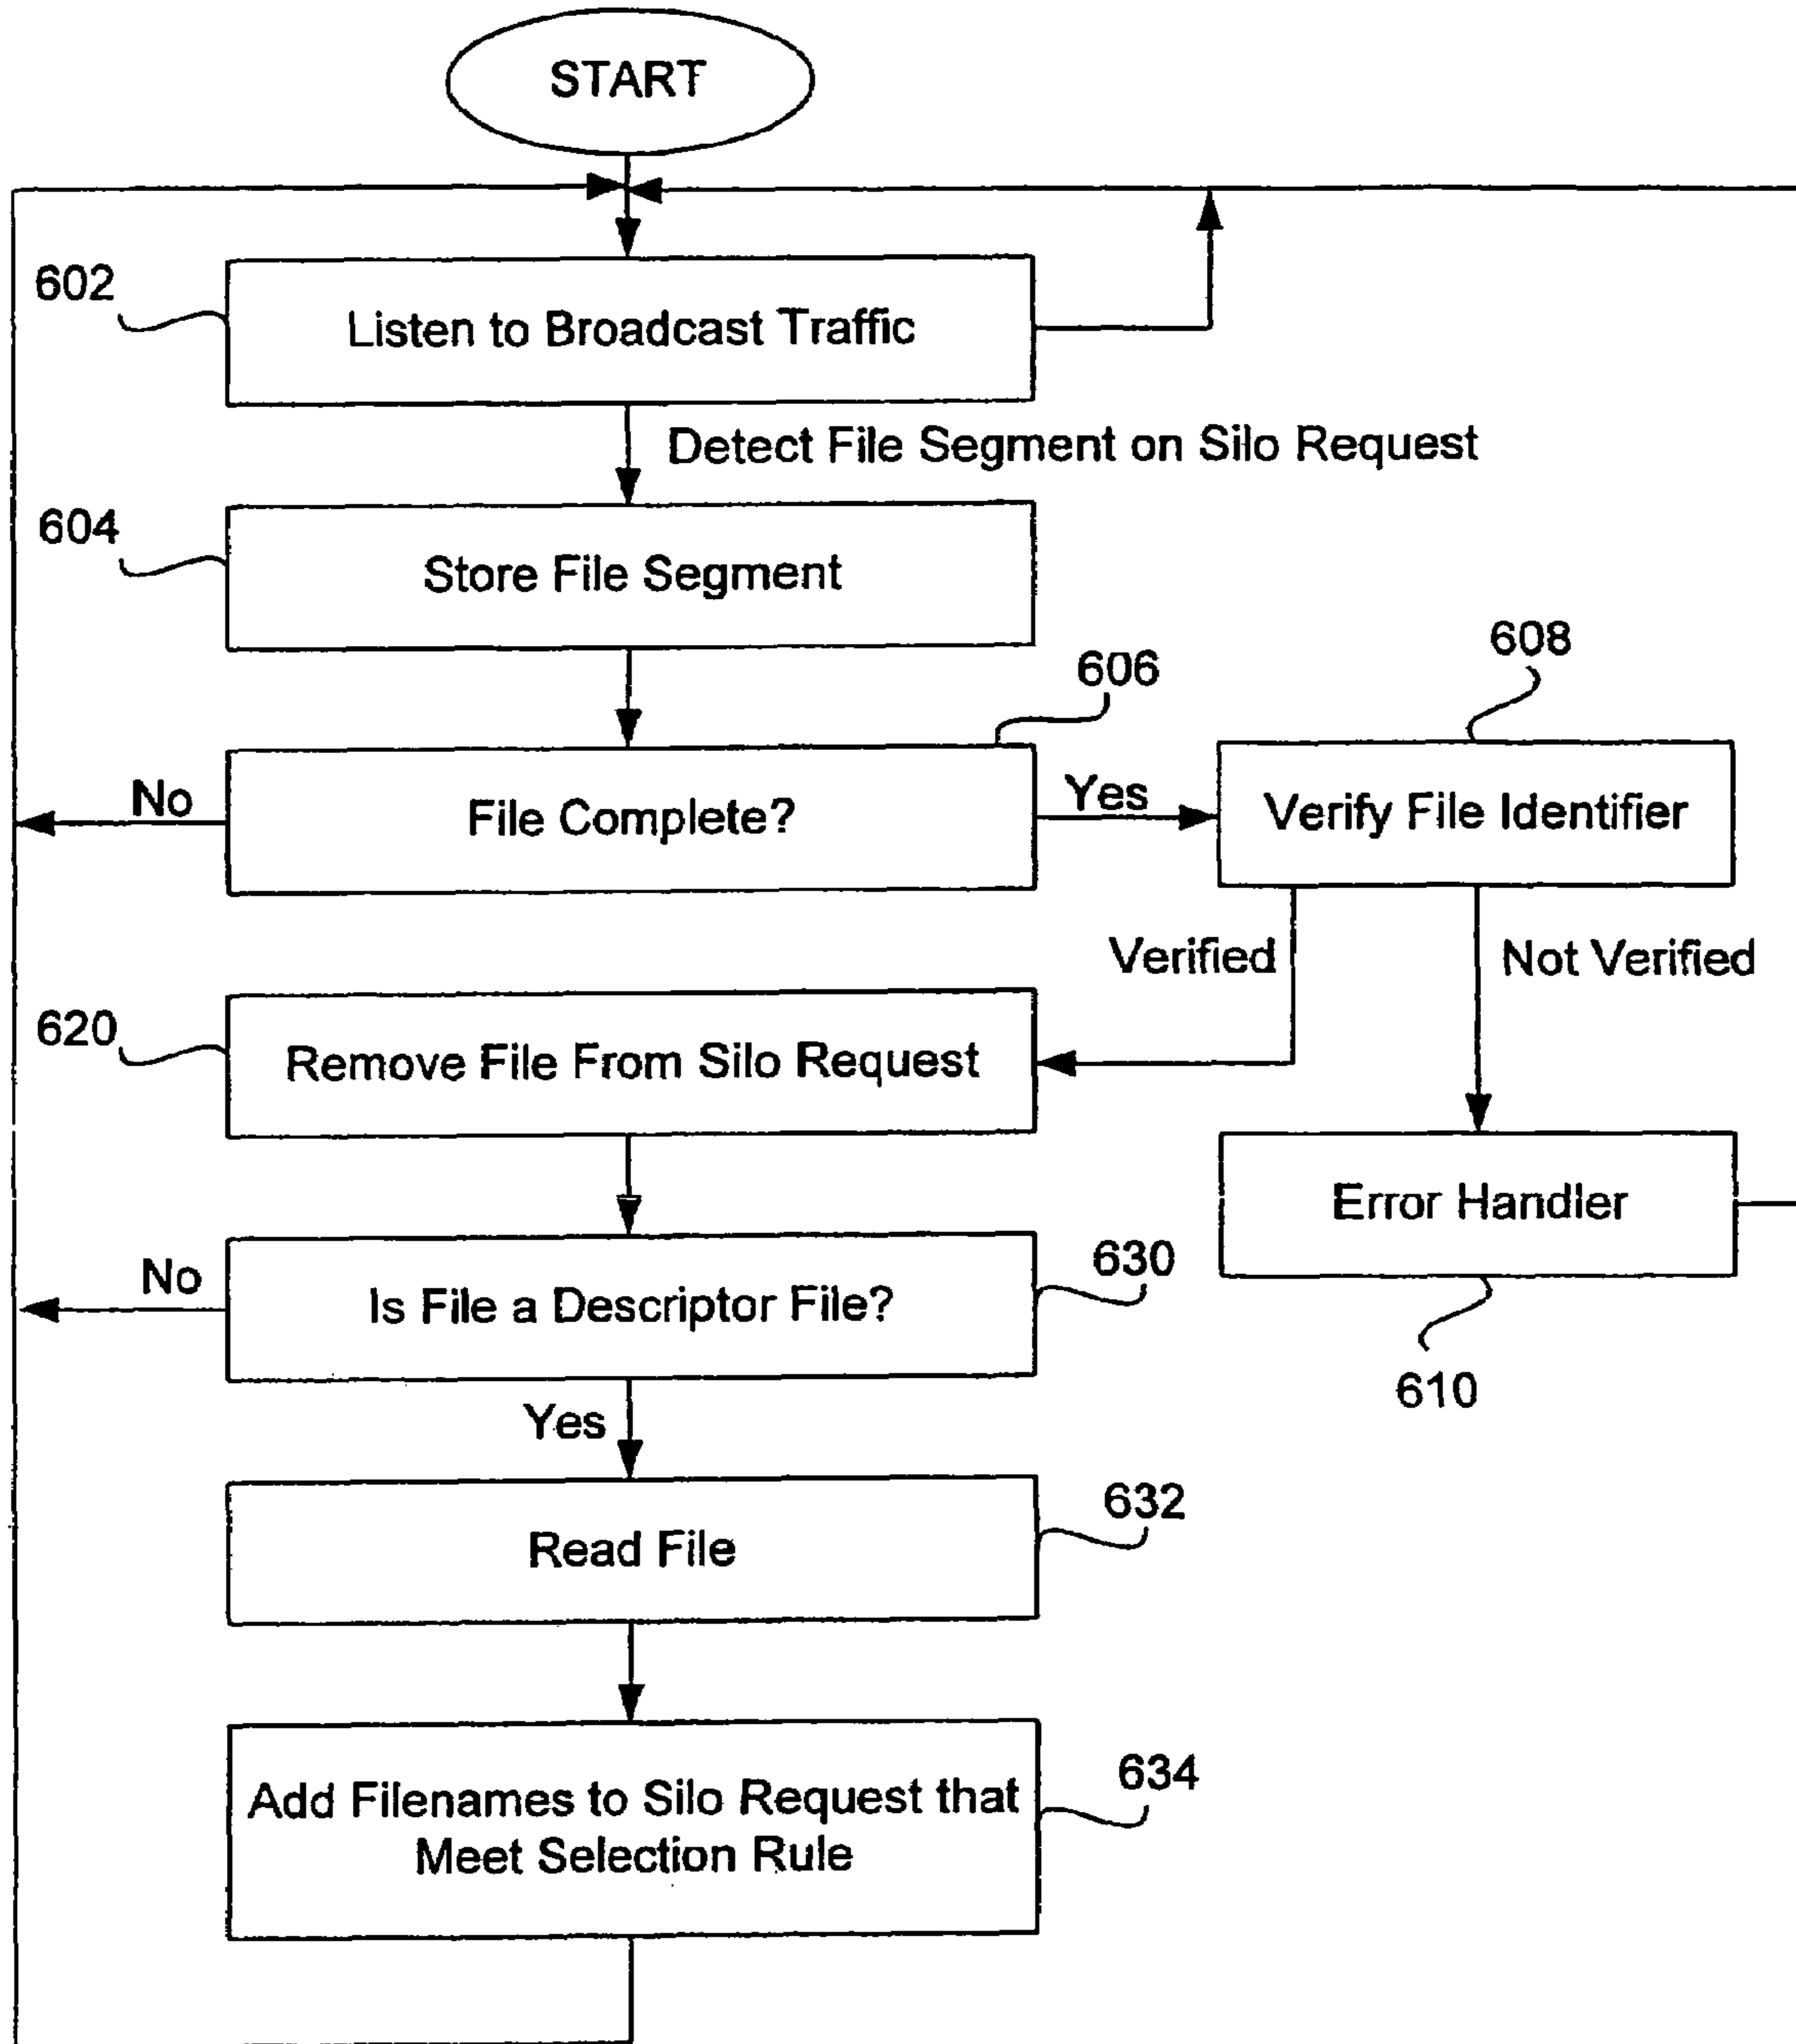 START
602
Listen to Broadcast Traffic
Detect File Segment on Silo Request
604
Store File Segment
606
608
No
File Complete?
Yes
Verify File Identifier
Verified
Not Verified
620
Remove File From Silo Request
Error Handler
610
No
Is File a Descriptor File?
630
Yes
632
Read File
634
Add Filenames to Silo Request that
Meet Selection Rule